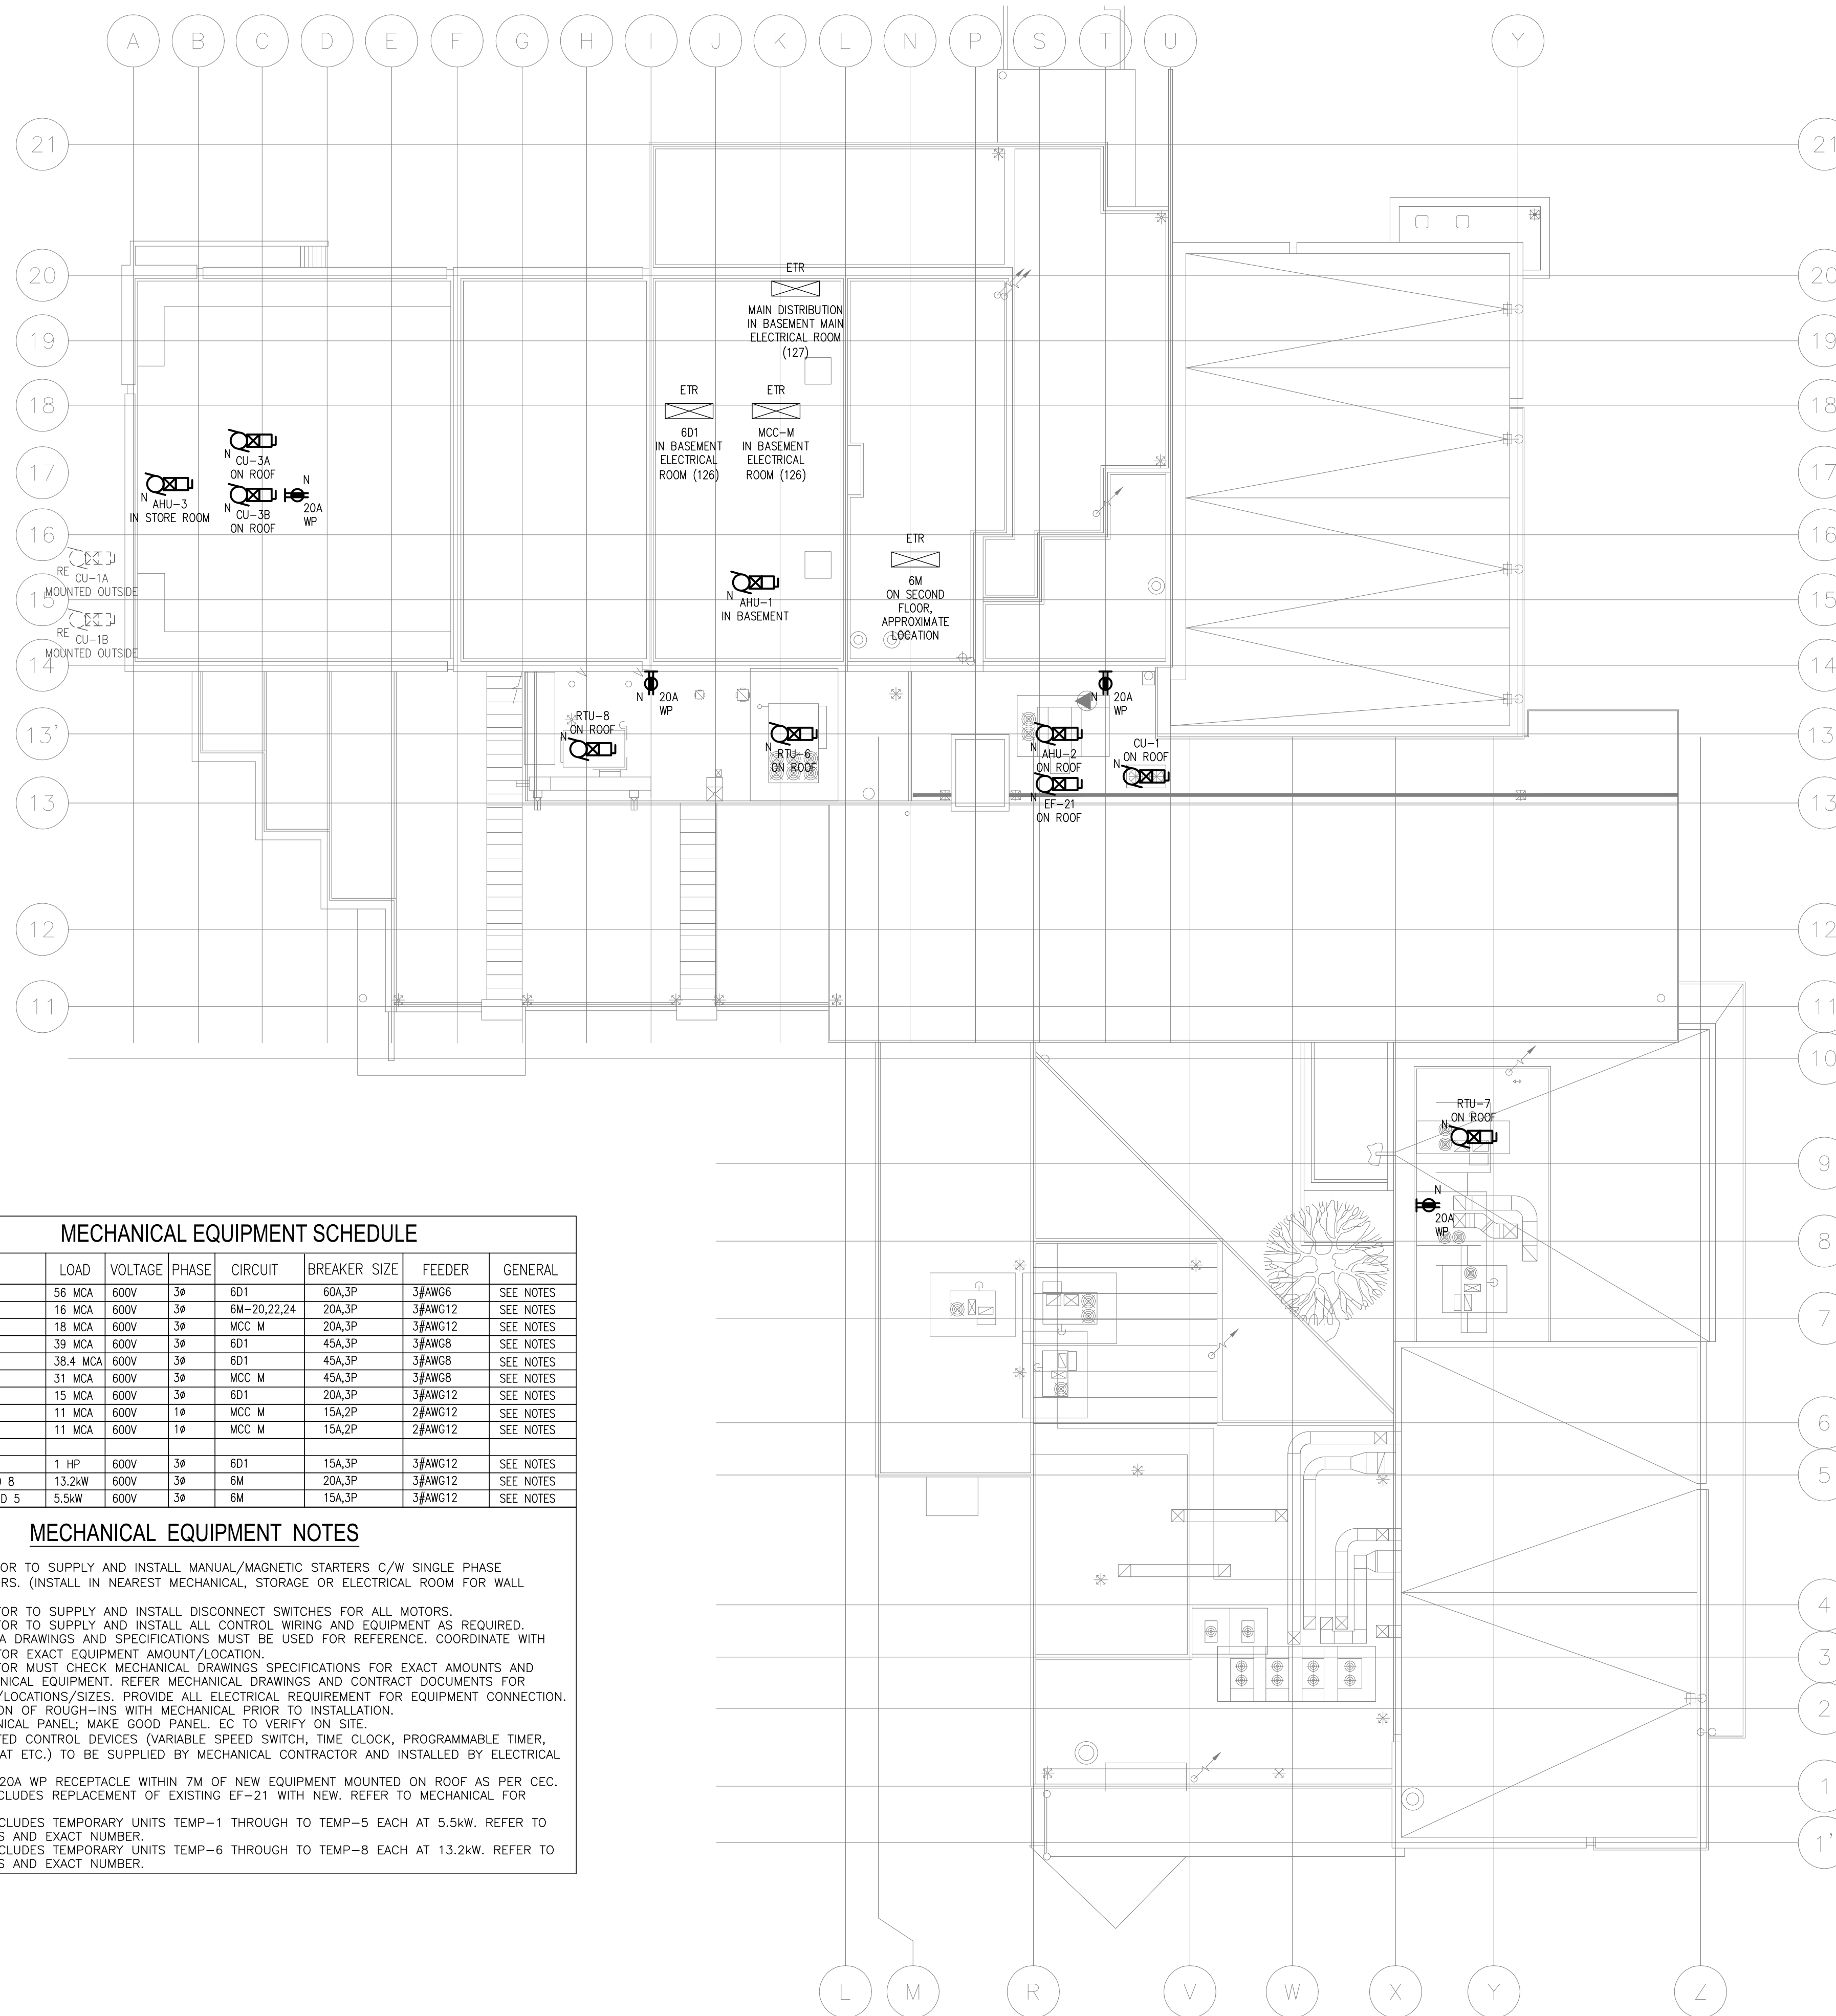 A B C D E F G H I J K L N P S T U Y
21 21
20 20
19 19
18 18
17 17
16 16
15 15
14 14
13' 13
13 13
12 12
11 11
10
9
8
7
6
5
4
3
2
1
1'
L M R V W X Y Z
ETR
MAIN DISTRIBUTION
IN BASEMENT MAIN
ELECTRICAL ROOM
(127)
ETR
6D1
IN BASEMENT
ELECTRICAL
ROOM (126)
ETR
MCC-M
IN BASEMENT
ELECTRICAL
ROOM (126)
N
CU-3A
ON ROOF
N
AHU-3
IN STORE ROOM
N
CU-3B
ON ROOF
N
20A
WP
RE
CU-1A
MOUNTED OUTSIDE
RE
CU-1B
MOUNTED OUTSIDE
ETR
6M
ON SECOND
FLOOR,
APPROXIMATE
LOCATION
N
AHU-1
IN BASEMENT
N
20A
WP
N
20A
WP
RTU-8
ON ROOF
N
N
RTU-6
ON ROOF
N
AHU-2
ON ROOF
CU-1
ON ROOF
N
N
EF-21
ON ROOF
RTU-7
ON ROOF
N
N
20A
WP
MECHANICAL EQUIPMENT SCHEDULE
LOAD VOLTAGE PHASE CIRCUIT BREAKER SIZE FEEDER GENERAL
56 MCA 600V 3ø 6D1 60A,3P 3#AWG6 SEE NOTES
16 MCA 600V 3ø 6M-20,22,24 20A,3P 3#AWG12 SEE NOTES
18 MCA 600V 3ø MCC M 20A,3P 3#AWG12 SEE NOTES
39 MCA 600V 3ø 6D1 45A,3P 3#AWG8 SEE NOTES
38.4 MCA 600V 3ø 6D1 45A,3P 3#AWG8 SEE NOTES
31 MCA 600V 3ø MCC M 45A,3P 3#AWG8 SEE NOTES
15 MCA 600V 3ø 6D1 20A,3P 3#AWG12 SEE NOTES
11 MCA 600V 1ø MCC M 15A,2P 2#AWG12 SEE NOTES
11 MCA 600V 1ø MCC M 15A,2P 2#AWG12 SEE NOTES
1 HP 600V 3ø 6D1 15A,3P 3#AWG12 SEE NOTES
8 13.2kW 600V 3ø 6M 20A,3P 3#AWG12 SEE NOTES
D 5 5.5kW 600V 3ø 6M 15A,3P 3#AWG12 SEE NOTES
MECHANICAL EQUIPMENT NOTES
OR TO SUPPLY AND INSTALL MANUAL/MAGNETIC STARTERS C/W SINGLE PHASE
RS. (INSTALL IN NEAREST MECHANICAL, STORAGE OR ELECTRICAL ROOM FOR WALL
TOR TO SUPPLY AND INSTALL DISCONNECT SWITCHES FOR ALL MOTORS.
TOR TO SUPPLY AND INSTALL ALL CONTROL WIRING AND EQUIPMENT AS REQUIRED.
A DRAWINGS AND SPECIFICATIONS MUST BE USED FOR REFERENCE. COORDINATE WITH
FOR EXACT EQUIPMENT AMOUNT/LOCATION.
TOR MUST CHECK MECHANICAL DRAWINGS SPECIFICATIONS FOR EXACT AMOUNTS AND
NICAL EQUIPMENT. REFER MECHANICAL DRAWINGS AND CONTRACT DOCUMENTS FOR
/LOCATIONS/SIZES. PROVIDE ALL ELECTRICAL REQUIREMENT FOR EQUIPMENT CONNECTION.
ON OF ROUGH-INS WITH MECHANICAL PRIOR TO INSTALLATION.
NICAL PANEL; MAKE GOOD PANEL. EC TO VERIFY ON SITE.
TED CONTROL DEVICES (VARIABLE SPEED SWITCH, TIME CLOCK, PROGRAMMABLE TIMER,
AT ETC.) TO BE SUPPLIED BY MECHANICAL CONTRACTOR AND INSTALLED BY ELECTRICAL
20A WP RECEPTACLE WITHIN 7M OF NEW EQUIPMENT MOUNTED ON ROOF AS PER CEC.
CLUDES REPLACEMENT OF EXISTING EF-21 WITH NEW. REFER TO MECHANICAL FOR
CLUDES TEMPORARY UNITS TEMP-1 THROUGH TO TEMP-5 EACH AT 5.5kW. REFER TO
S AND EXACT NUMBER.
CLUDES TEMPORARY UNITS TEMP-6 THROUGH TO TEMP-8 EACH AT 13.2kW. REFER TO
S AND EXACT NUMBER.